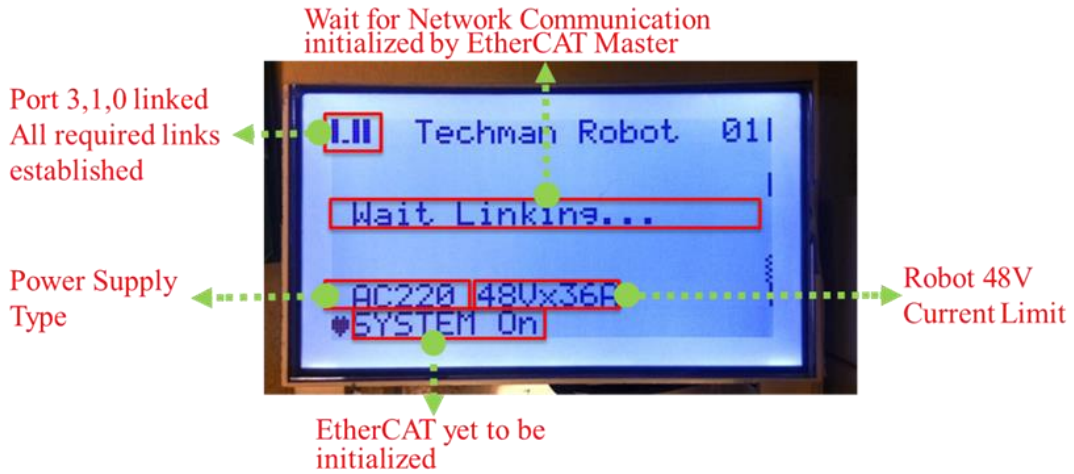 Wait for Network Communication
initialized by EtherCAT Master
Port 3,1,0 linked
All required links
established
Techman Robot 01
Wait Linking...
Power Supply
Type
AC220 48Vx36A
SYSTEM On
Robot 48V
Current Limit
EtherCAT yet to be
initialized